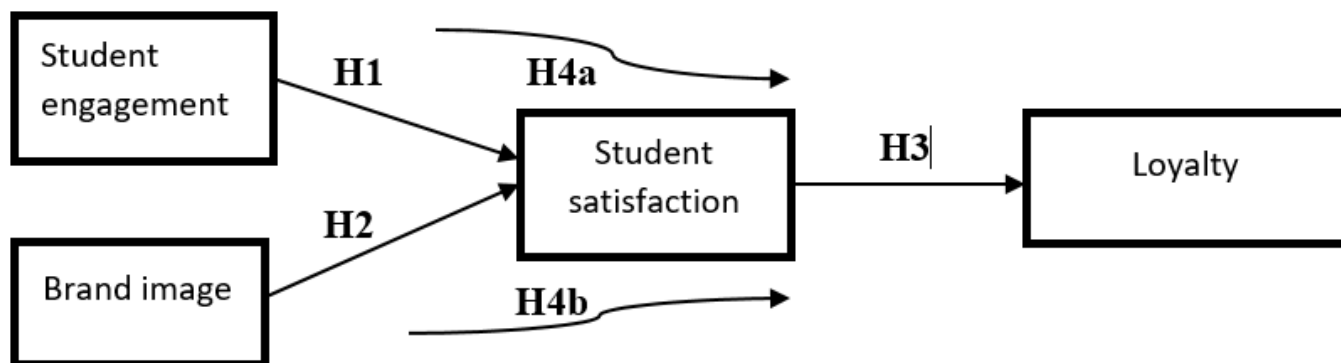 Student
engagement
H1
H4a
Student
satisfaction
H3
Loyalty
H2
Brand image
H4b